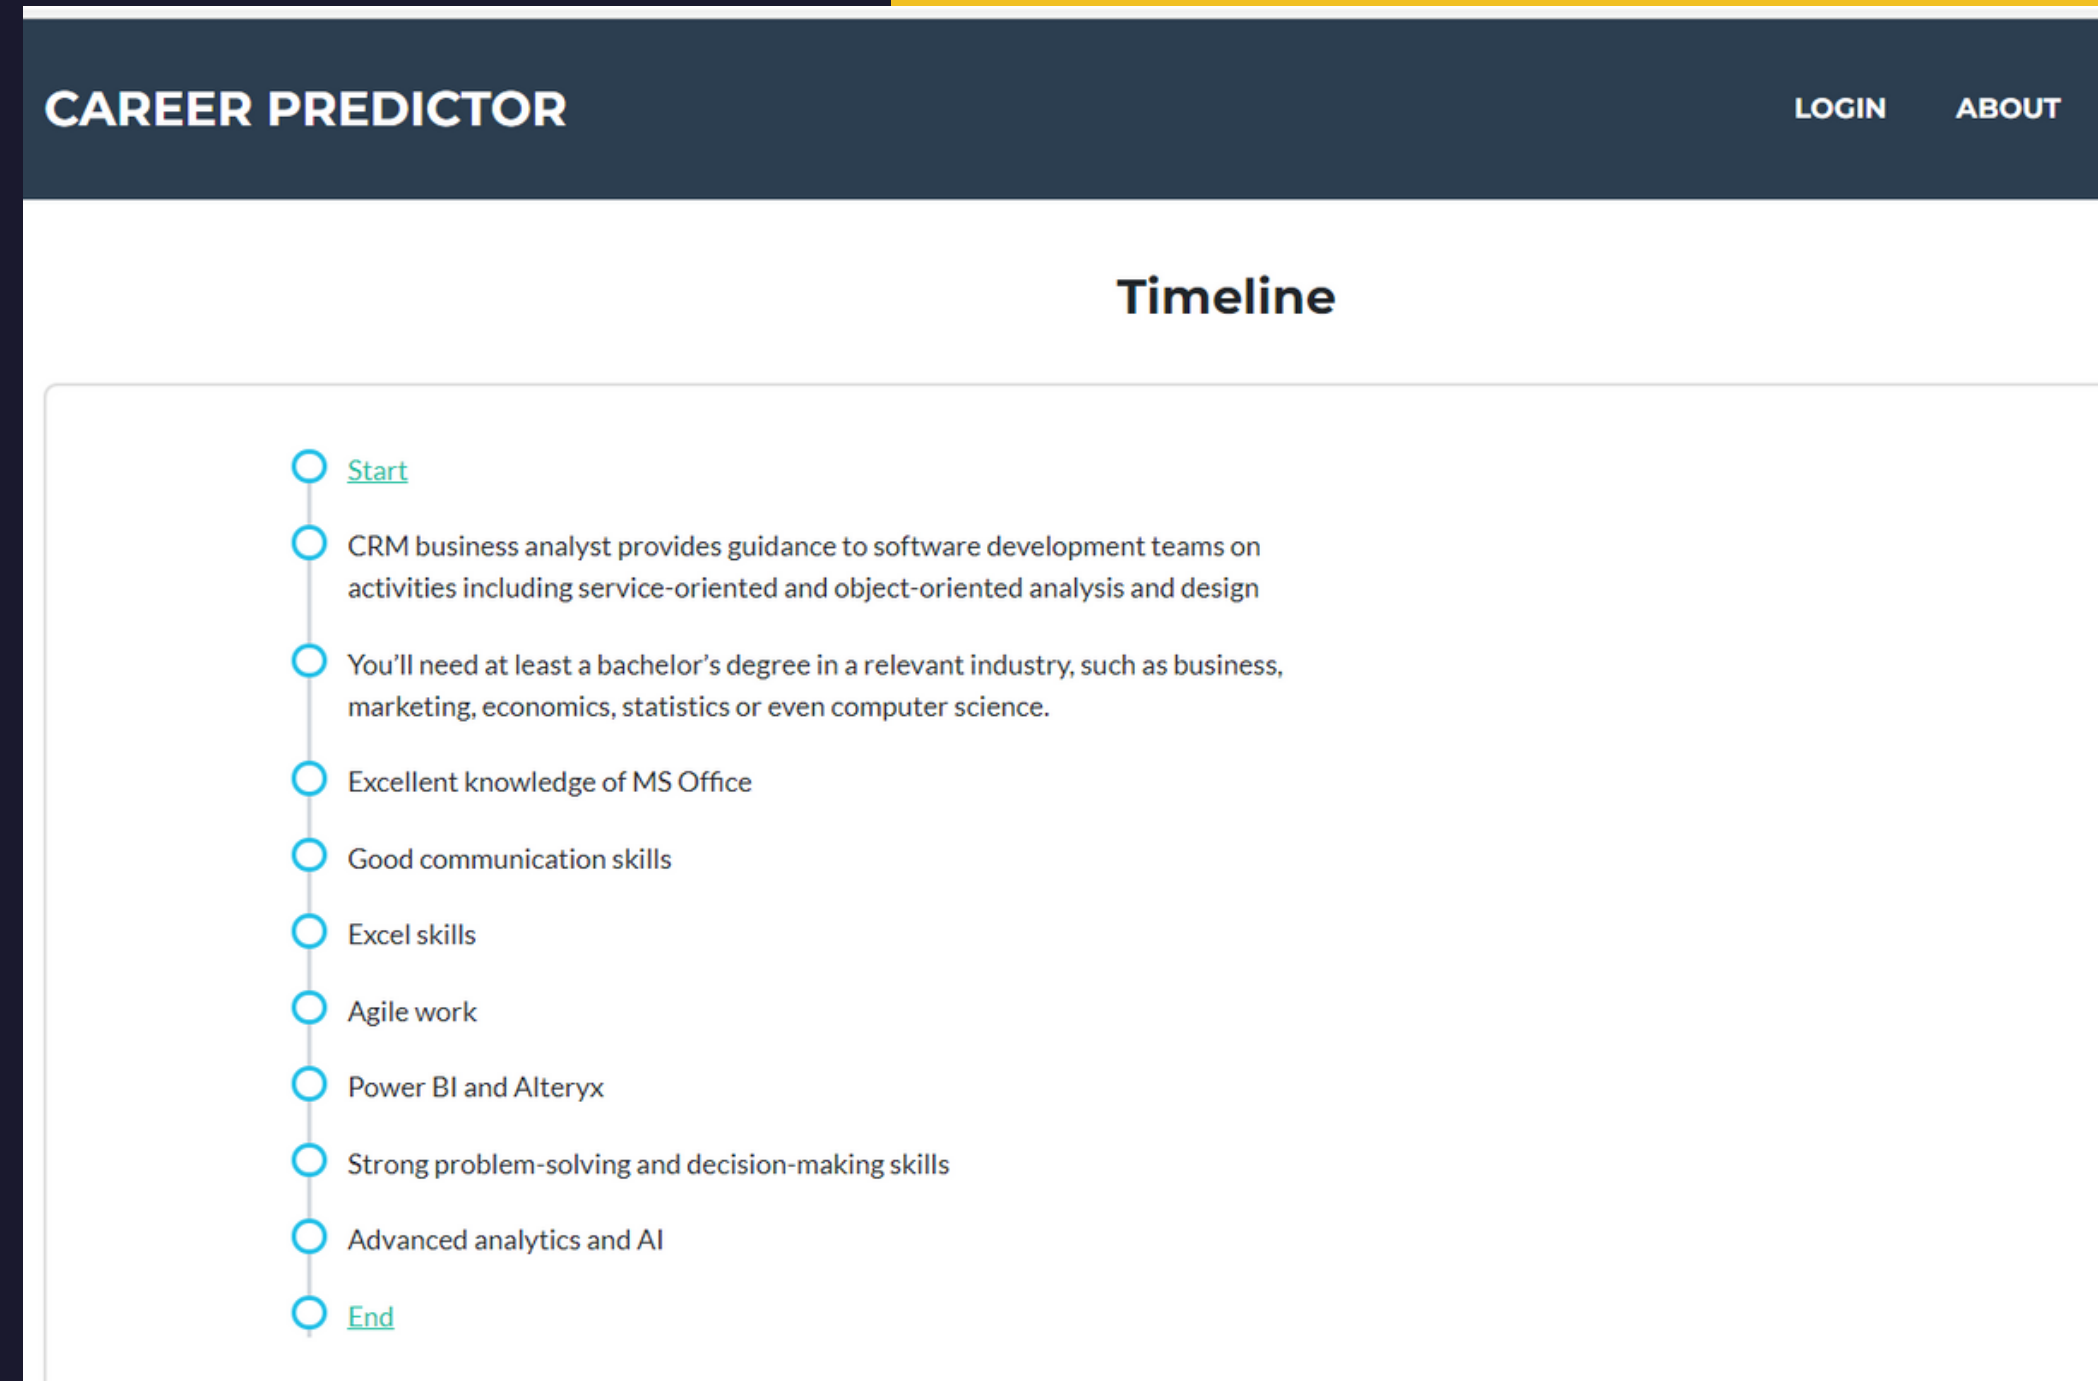 CAREER PREDICTOR
LOGIN ABOUT
Timeline
Start
CRM business analyst provides guidance to software development teams on
activities including service-oriented and object-oriented analysis and design
You’ll need at least a bachelor’s degree in a relevant industry, such as business,
marketing, economics, statistics or even computer science.
Excellent knowledge of MS Office
Good communication skills
Excel skills
Agile work
Power BI and Alteryx
Strong problem-solving and decision-making skills
Advanced analytics and AI
End